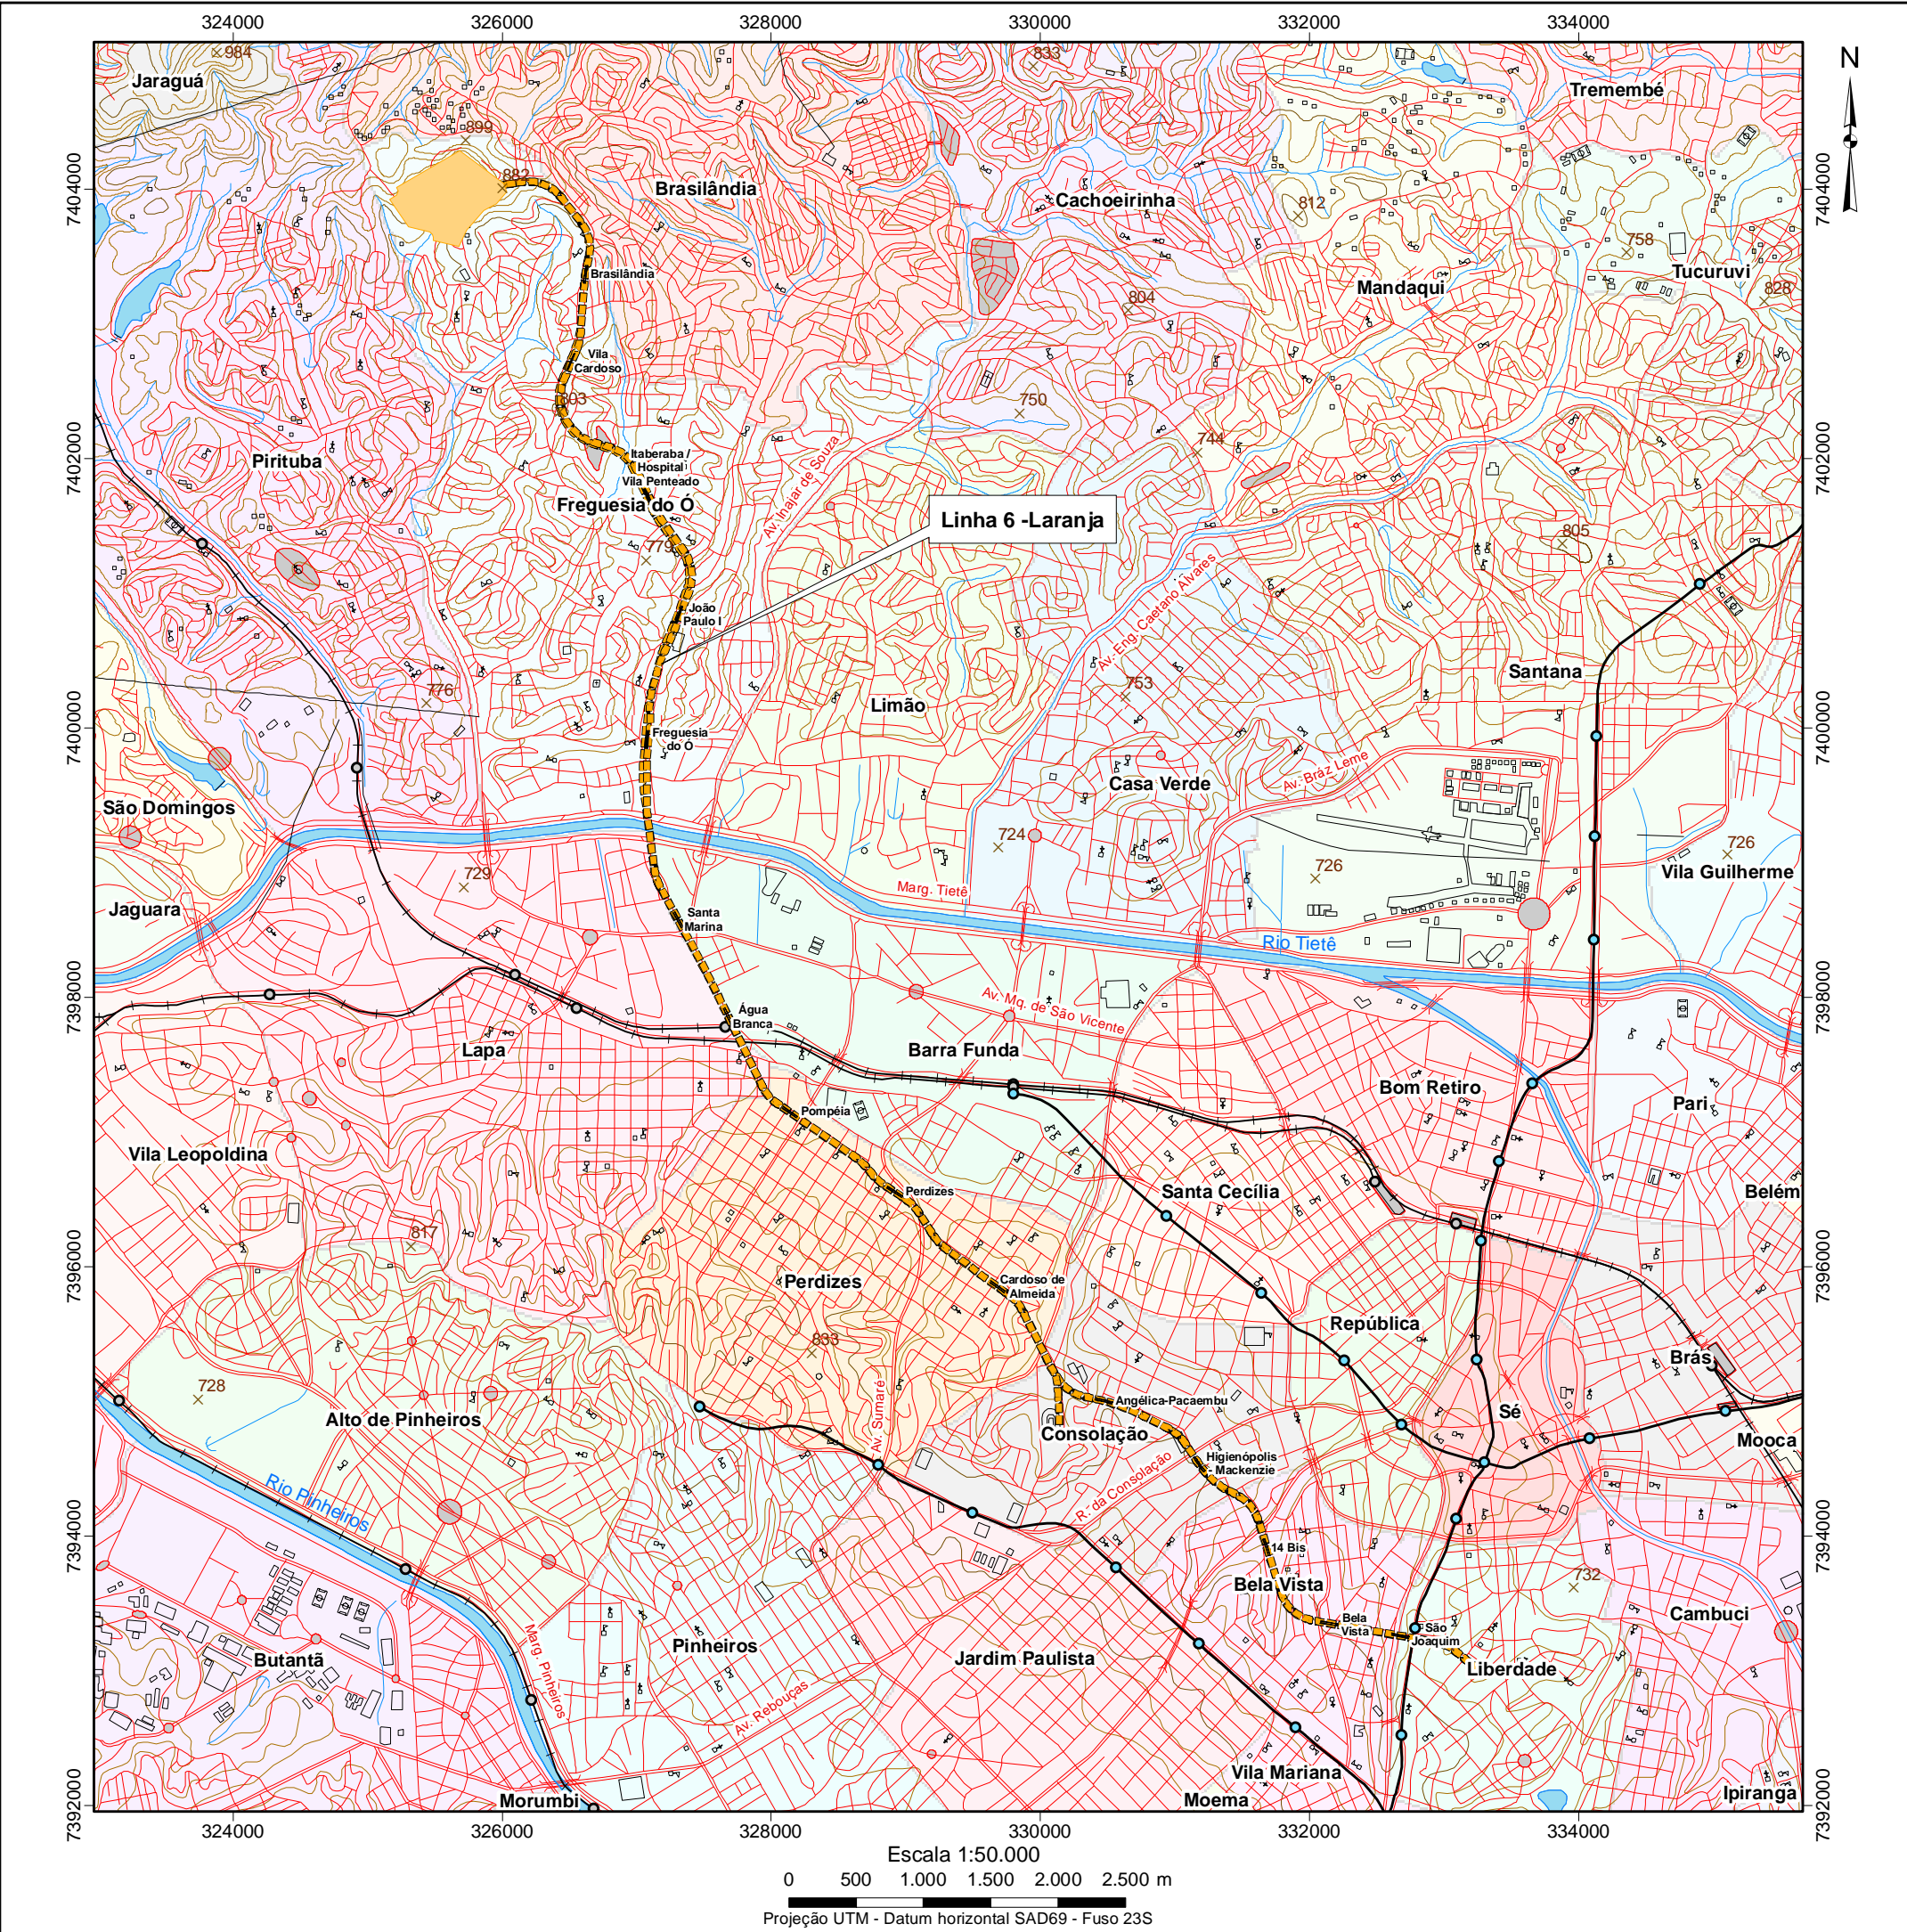 324000
326000
328000
330000
332000
334000
N
984
833
Jaraguá
Tremembé
899
7404000
882
Brasilândia
Cachoeirinha
812
7404000
758
Tucuruvi
Brasilândia
Mandaqui
828
804
Vila
Cardoso
803
750
744
7402000
Pirituba
Itaberaba /
Hospital
Vila Penteado
Av. Inajar de Souza
7402000
Freguesia do Ó
Linha 6 -Laranja
779
805
João
Paulo I
Av. Eng. Caetano Álvares
Santana
776
753
Limão
7400000
Freguesia
do Ó
7400000
Av. Bráz Leme
Casa Verde
São Domingos
724
726
726
729
Vila Guilherme
Marg. Tietê
Jaguara
Santa
Marina
Rio Tietê
7398000
Água
Branca
Av. Mq. de São Vicente
7398000
Lapa
Barra Funda
Bom Retiro
Pari
Pompéia
Vila Leopoldina
Perdizes
Santa Cecília
Belém
817
7396000
Perdizes
Cardoso de
Almeida
7396000
República
833
Brás
728
Av. Sumaré
Angélica-Pacaembu
Alto de Pinheiros
Consolação
Sé
Mooca
Higienópolis
- Mackenzie
Rio Pinheiros
R. da Consolação
7394000
14 Bis
7394000
732
Bela Vista
Cambuci
Bela
Vista
São
Joaquim
Marg. Pinheiros
Pinheiros
Butantã
Jardim Paulista
Liberdade
Av. Rebouças
Vila Mariana
Morumbi
Moema
Ipiranga
7392000
7392000
324000
326000
328000
330000
332000
334000
Escala 1:50.000
0
500
1.000
1.500
2.000
2.500 m
Projeção UTM - Datum horizontal SAD69 - Fuso 23S